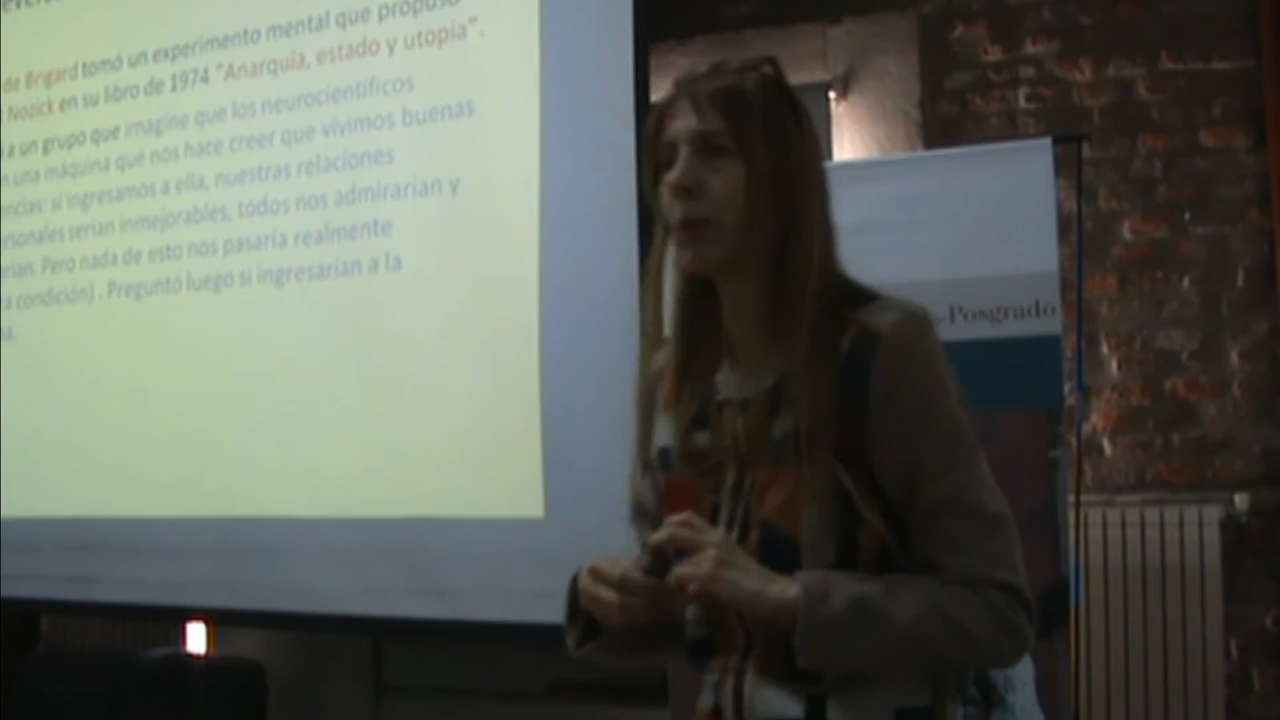 de Brigard tomó un experimento mental que propuso
Nozick en su libro de 1974 "Anarquía, estado y utopía".
a un grupo que imagine que los neurocientíficos
una máquina que nos hace creer que vivimos buenas
si ingresamos a ella, nuestras relaciones
serían inmejorables, todos nos admirarían y
Pero nada de esto nos pasaría realmente
condición) . Preguntó luego si ingresarían a la
Posgrado